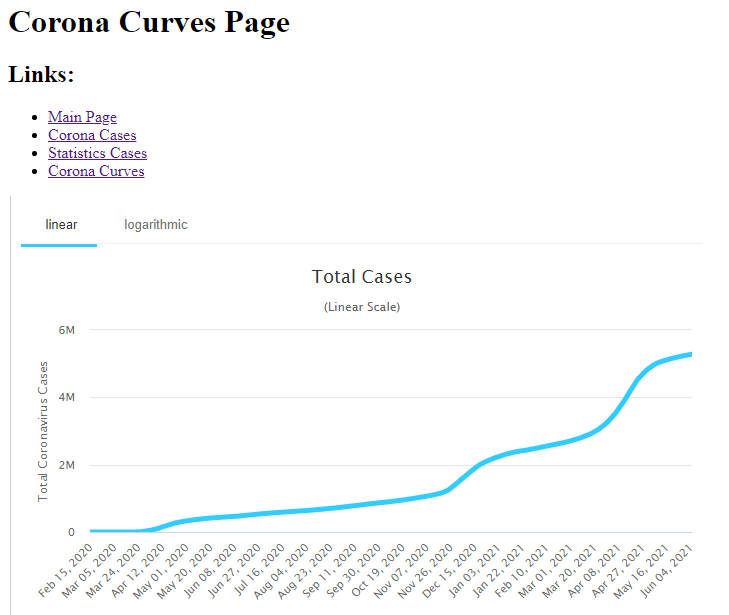 Corona Curves Page
Links:
Main Page
Corona Cases
Statistics Cases
Corona Curves
linear logarithmic
Total Cases
(Linear Scale)
Total Coronavirus Cases
6M
4M
2M
0
Feb 15, 2020
Mar 05, 2020
Mar 24, 2020
Apr 12, 2020
May 01, 2020
May 20, 2020
Jun 08, 2020
Jun 27, 2020
Jul 16, 2020
Aug 04, 2020
Aug 23, 2020
Sep 11, 2020
Sep 30, 2020
Oct 19, 2020
Nov 07, 2020
Nov 26, 2020
Dec 15, 2020
Jan 03, 2021
Jan 22, 2021
Feb 10, 2021
Mar 01, 2021
Mar 20, 2021
Apr 08, 2021
Apr 27, 2021
May 16, 2021
Jun 04, 2021